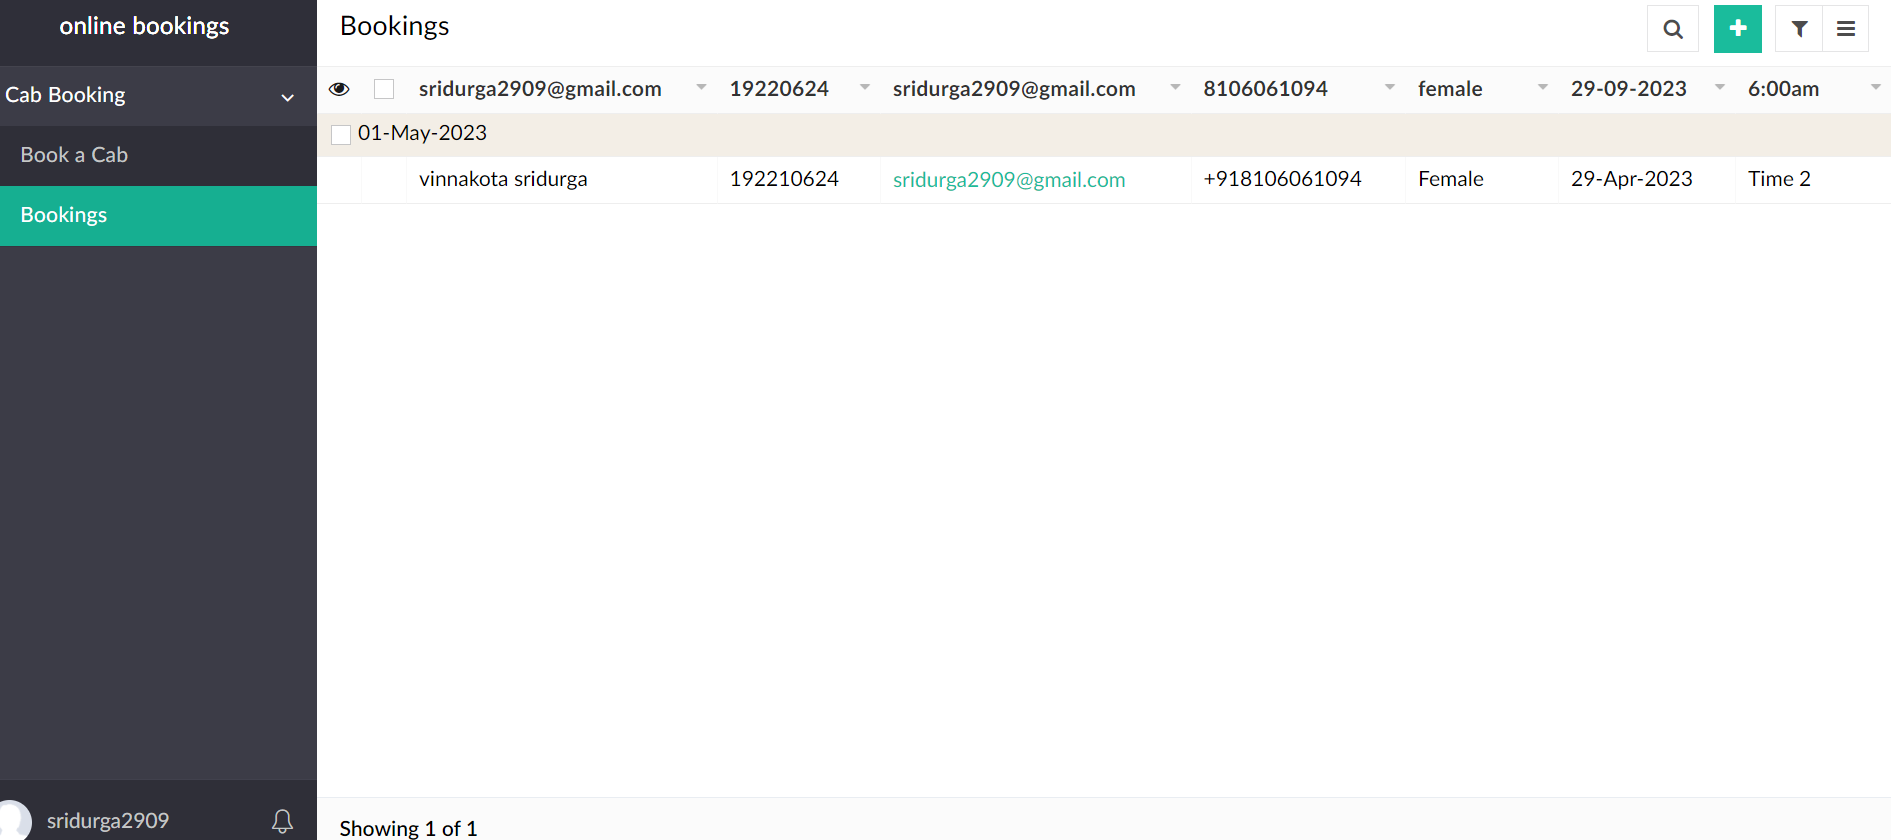 online bookings
Cab Booking
Book a Cab
Bookings
sridurga2909
Bookings
sridurga2909@gmail.com 19220624 sridurga2909@gmail.com 8106061094 female 29-09-2023 6:00am
01-May-2023
vinnakota sridurga 192210624 sridurga2909@gmail.com +918106061094 Female 29-Apr-2023 Time 2
Showing 1 of 1